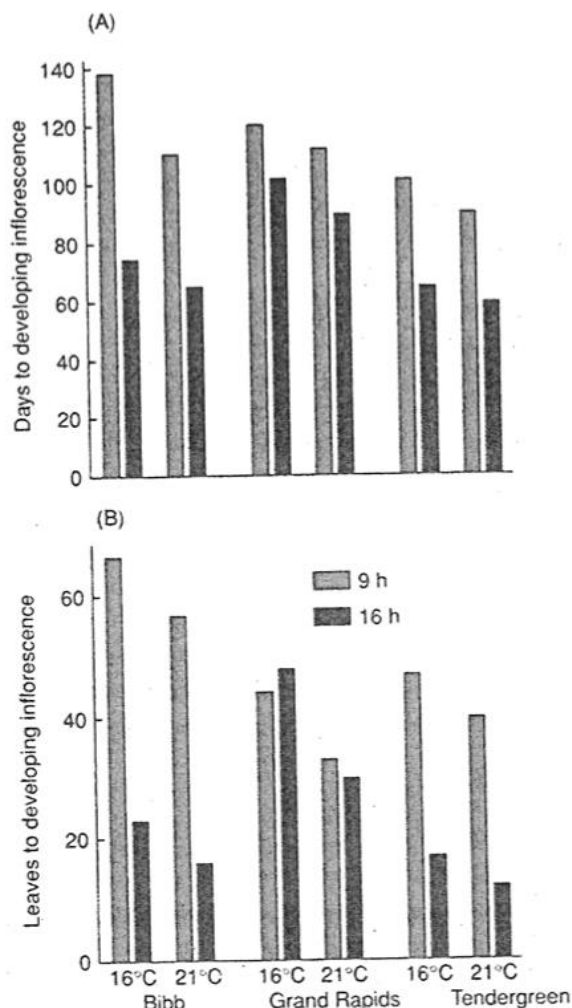 (A)
140
120
100
80
60
40
20
0
Days to developing inflorescence
(B)
9 h
16 h
60
40
20
0
Leaves to developing inflorescence
16°C 21°C 16°C 21°C 16°C 21°C
Bibb Grand Rapids Tendergreen